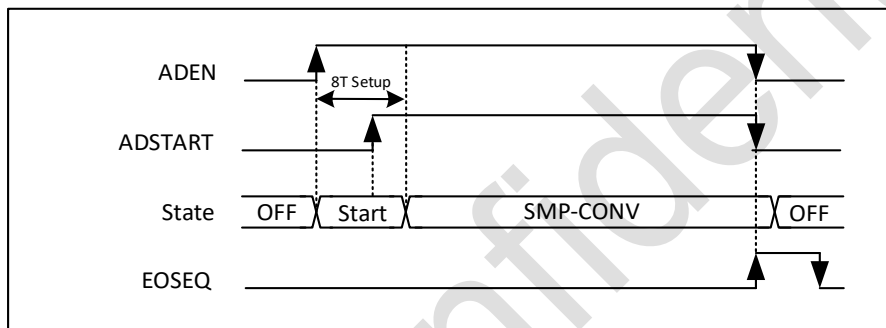 ADEN
8T Setup
ADSTART
State
OFF
Start
SMP-CONV
OFF
EOSEQ